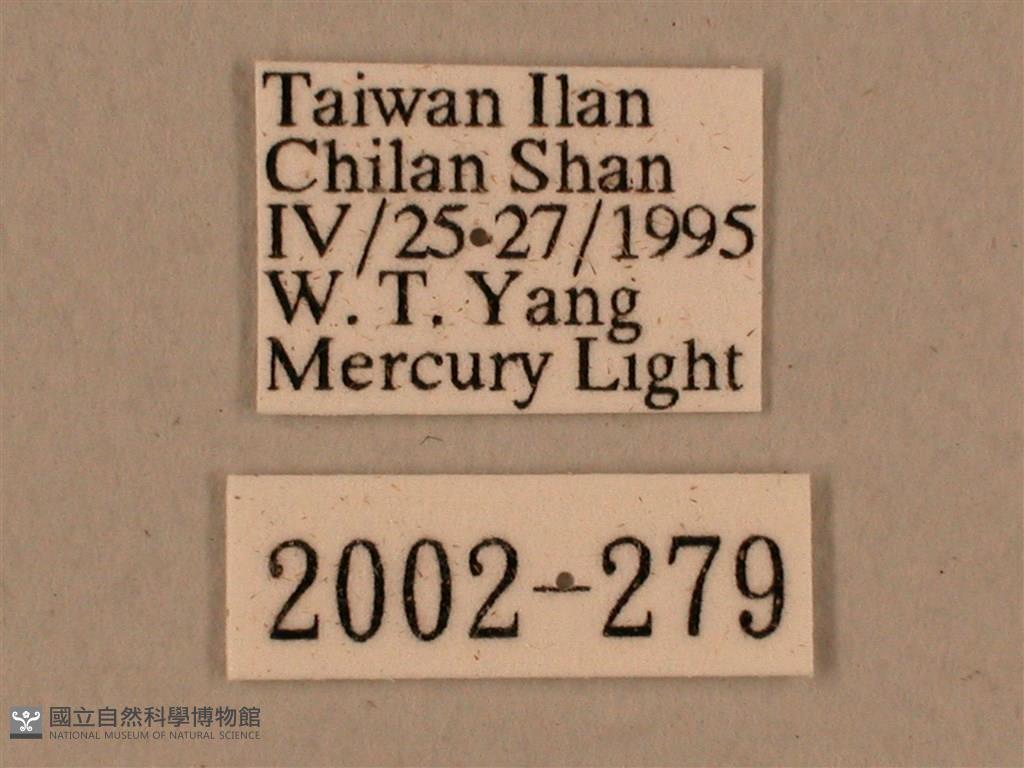 Taiwan Ilan
Chilan Shan
IV/25-27/1995
W. T. Yang
Mercury Light
2002-279
國立自然科學博物館
NATIONAL MUSEUM OF NATURAL SCIENCE